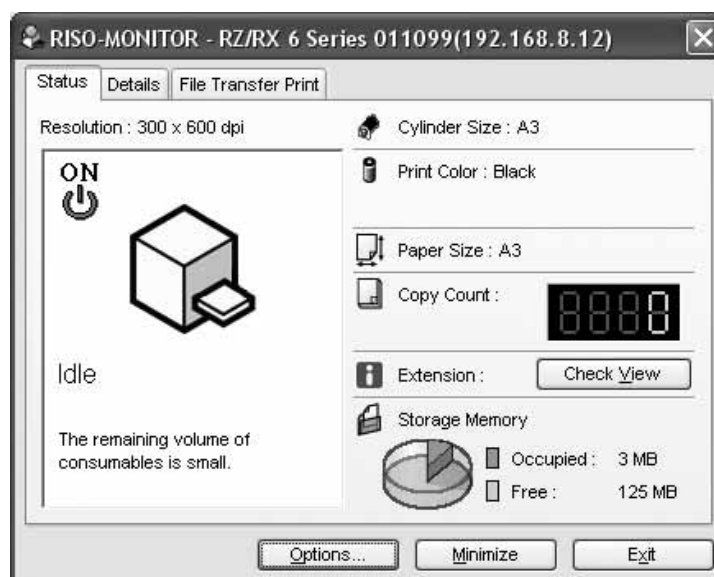 RISO-MONITOR - RZ/RX 6 Series 011099(192.168.8.12)
Status Details File Transfer Print
Resolution : 300 x 600 dpi
ON
Idle
The remaining volume of
consumables is small.
Cylinder Size : A3
Print Color : Black
Paper Size : A3
Copy Count : 0
Extension : Check View
Storage Memory
Occupied : 3 MB
Free : 125 MB
Options... Minimize Exit